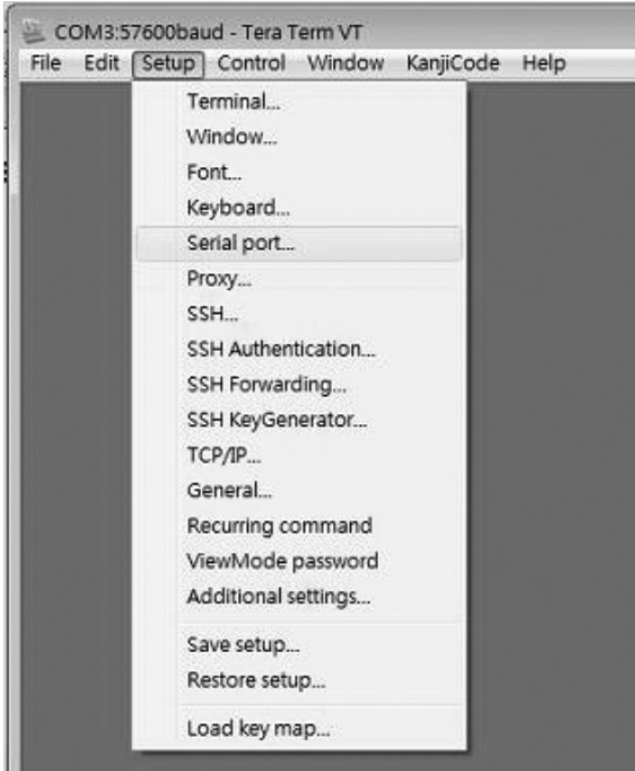 COM3:57600baud - Tera Term VT
File Edit Setup Control Window KanjiCode Help
Terminal...
Window...
Font...
Keyboard...
Serial port...
Proxy...
SSH...
SSH Authentication...
SSH Forwarding...
SSH KeyGenerator...
TCP/IP...
General...
Recurring command
ViewMode password
Additional settings...
Save setup...
Restore setup...
Load key map...